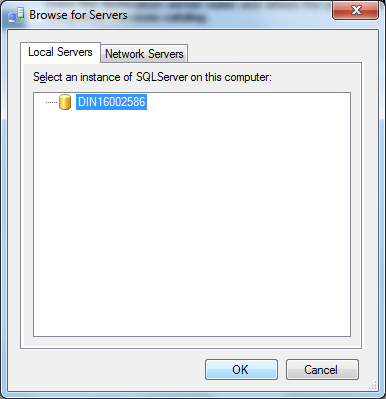 Browse for Servers
Local Servers
Network Servers
Select an instance of SQLServer on this computer:
DIN16002586
OK
Cancel